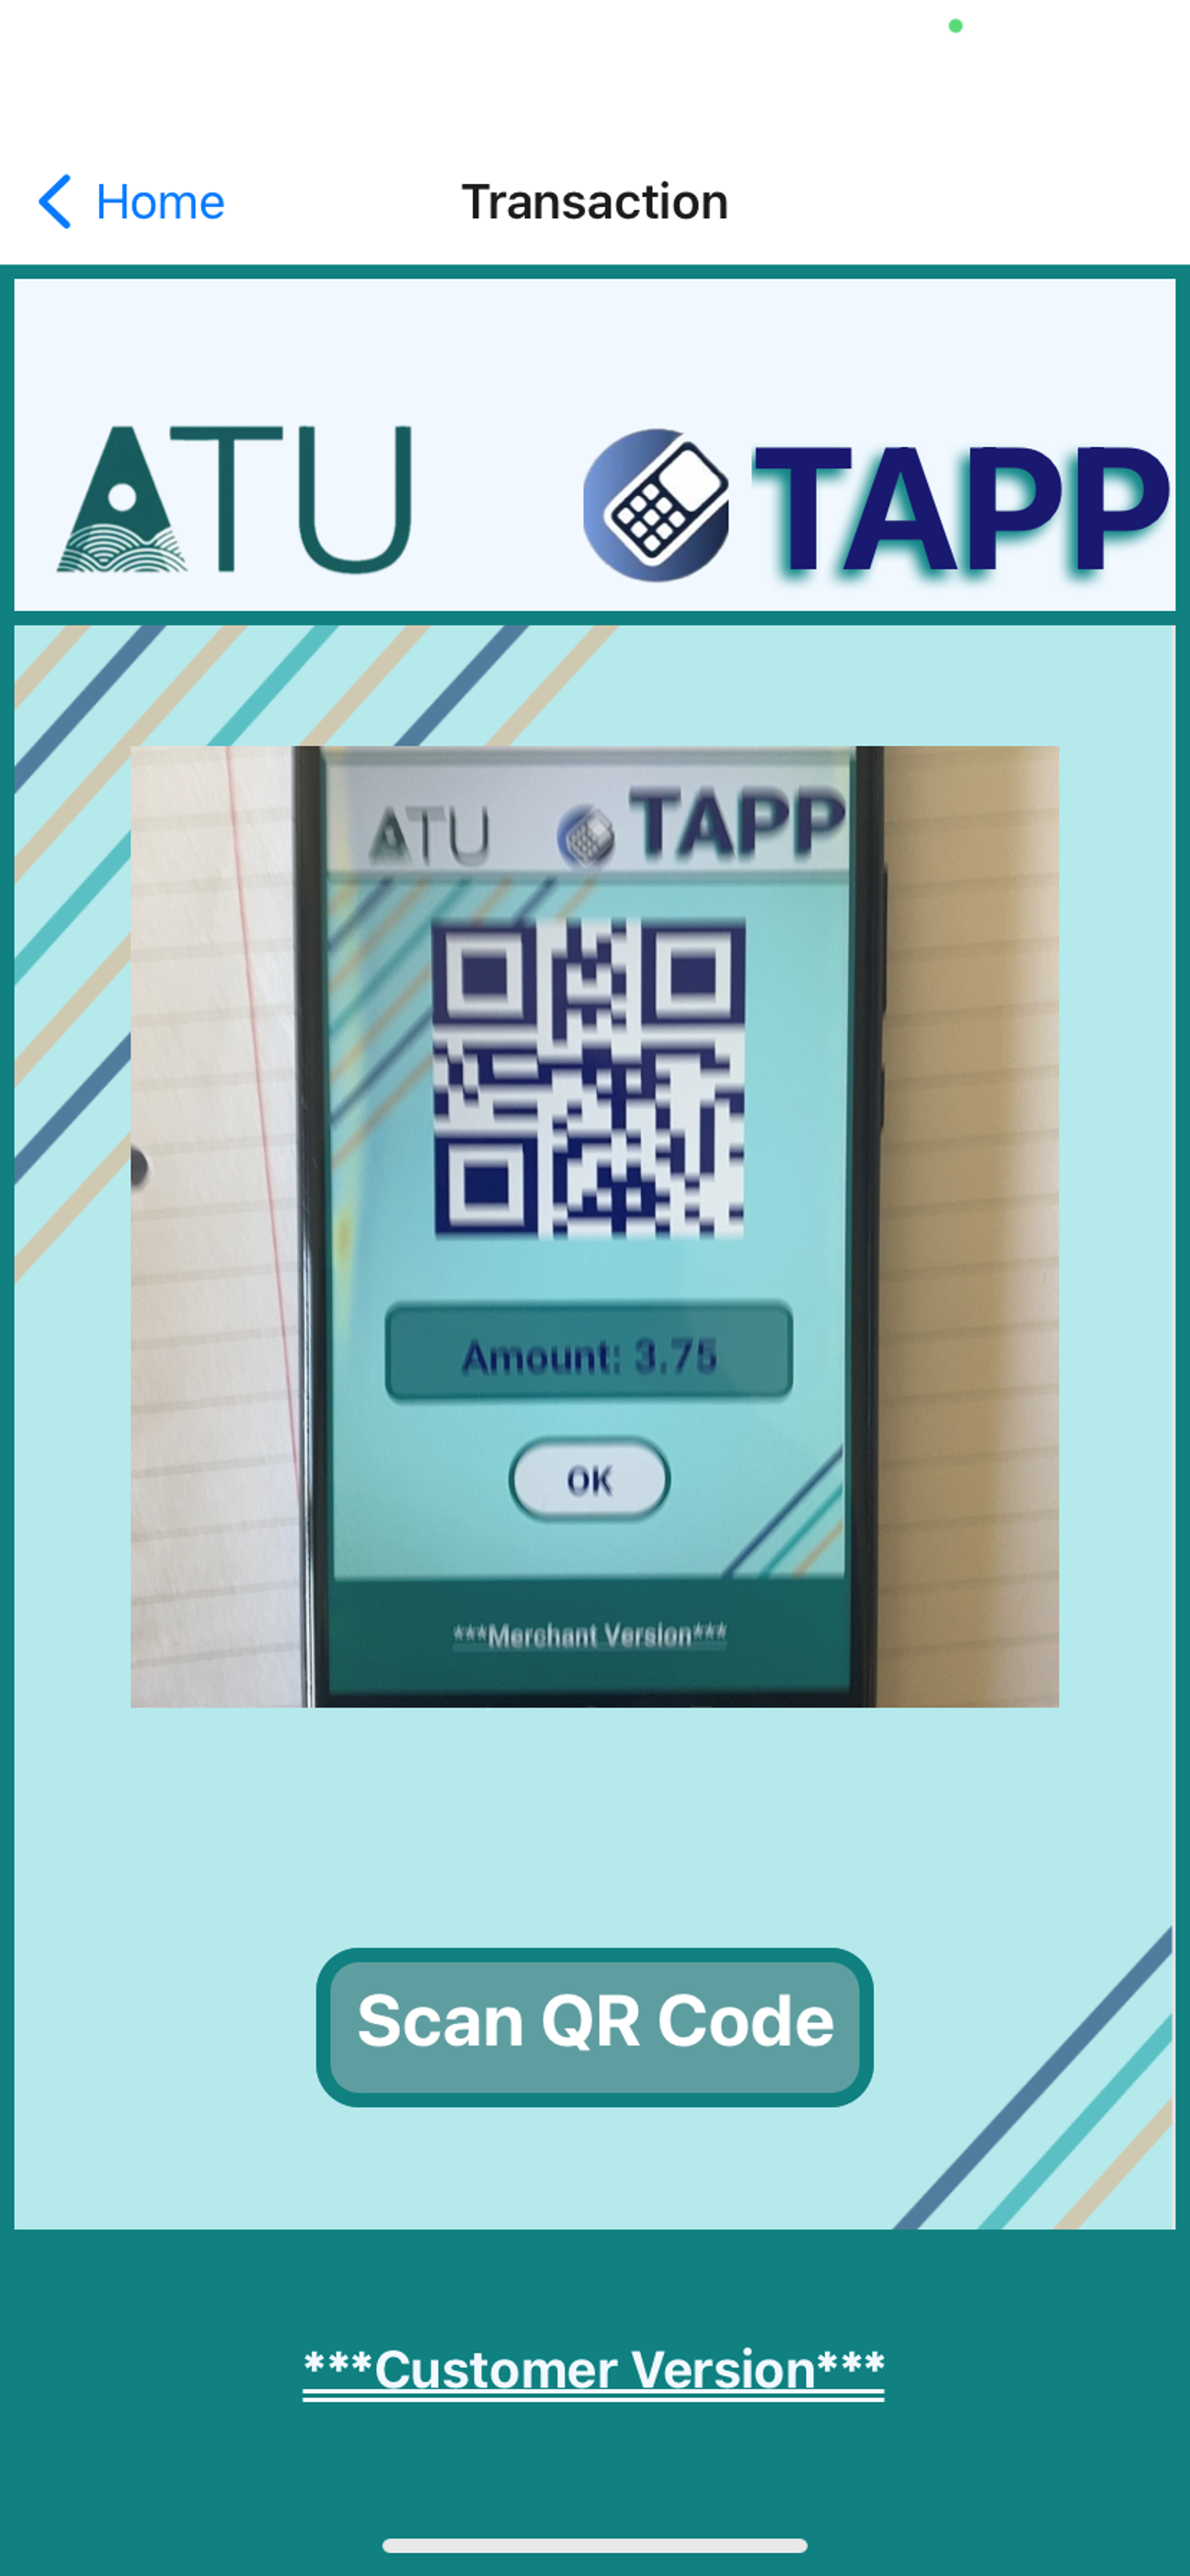 Home
Transaction
ATU
TAPP
ATU
TAPP
Amount: 3.75
OK
***Merchant Version***
Scan QR Code
***Customer Version***